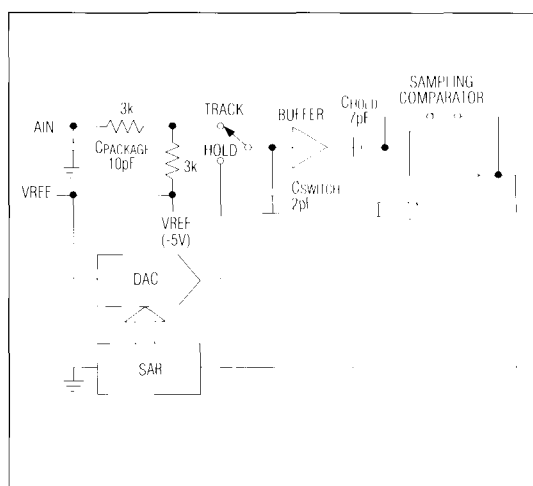 SAMPLING
COMPARATOR
3k
TRACK
BUFFER
CHOLD
7pF
AIN
CPACKAGE
10pF
HOLD
3k
CSWITCH
2pF
VREF
VREF
(-5V)
DAC
SAR